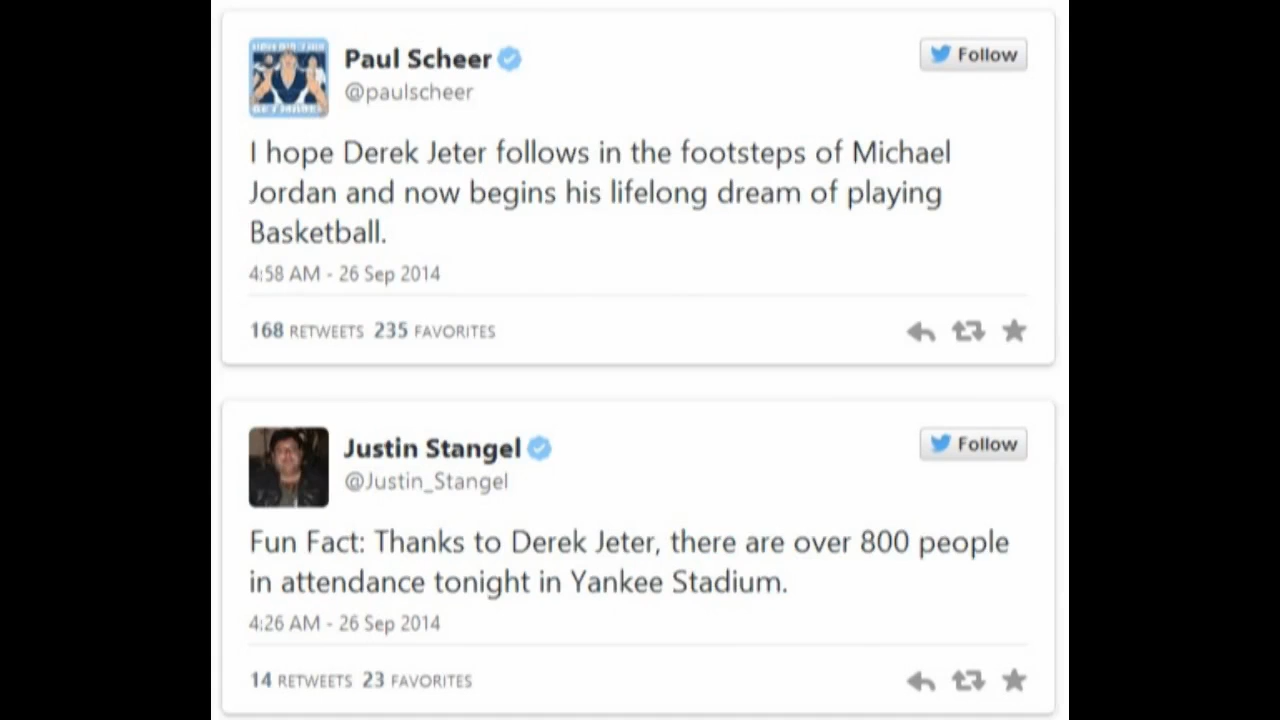 Paul Scheer
Follow
@paulscheer
I hope Derek Jeter follows in the footsteps of Michael
Jordan and now begins his lifelong dream of playing
Basketball.
4:58 AM - 26 Sep 2014
168 RETWEETS 235 FAVORITES
Justin Stangel
Follow
@Justin_Stangel
Fun Fact: Thanks to Derek Jeter, there are over 800 people
in attendance tonight in Yankee Stadium.
4:26 AM - 26 Sep 2014
14 RETWEETS 23 FAVORITES